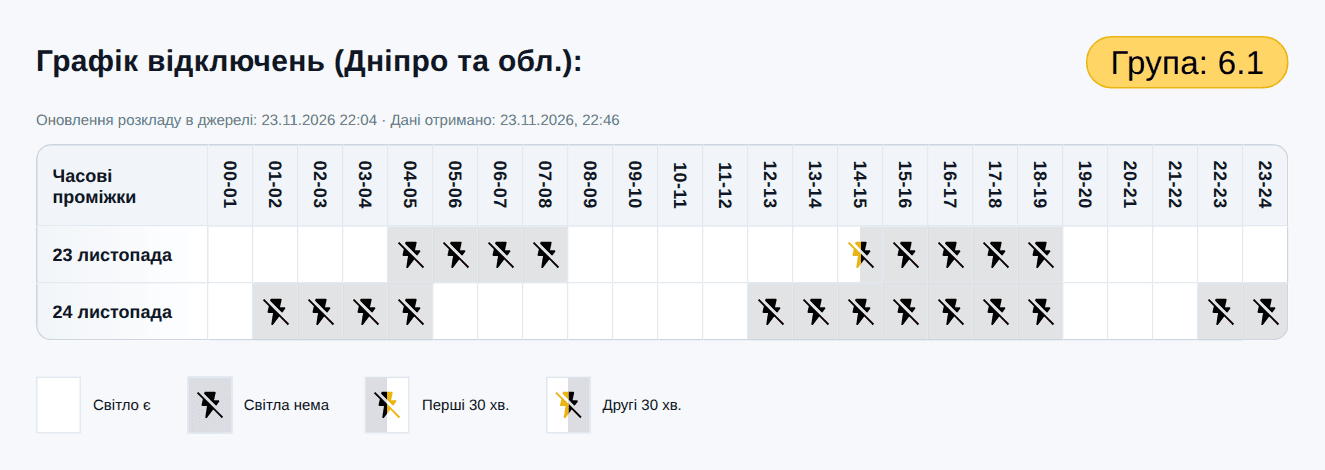 Графік відключень (Дніпро та обл.):
Група: 6.1
Оновлення розкладу в джерелі: 23.11.2026 22:04 · Дані отримано: 23.11.2026, 22:46
Часові
проміжки
00-01
01-02
02-03
03-04
04-05
05-06
06-07
07-08
08-09
09-10
10-11
11-12
12-13
13-14
14-15
15-16
16-17
17-18
18-19
19-20
20-21
21-22
22-23
23-24
23 листопада
24 листопада
Світло є
Світла нема
Перші 30 хв.
Другі 30 хв.